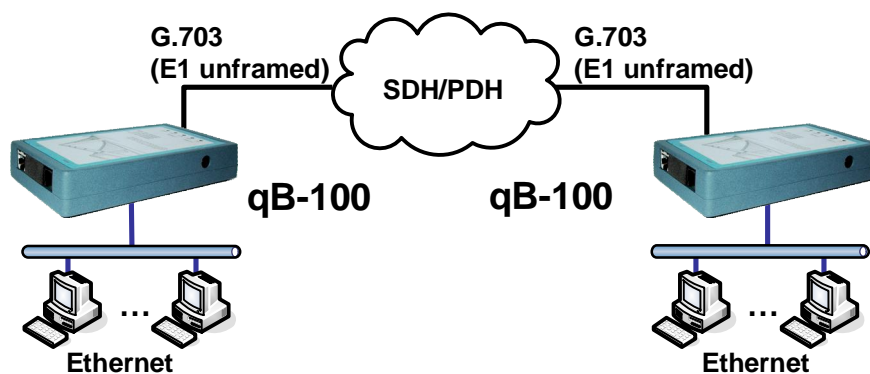 G.703
(E1 unframed)
SDH/PDH
G.703
(E1 unframed)
qB-100
qB-100
...
...
Ethernet
Ethernet